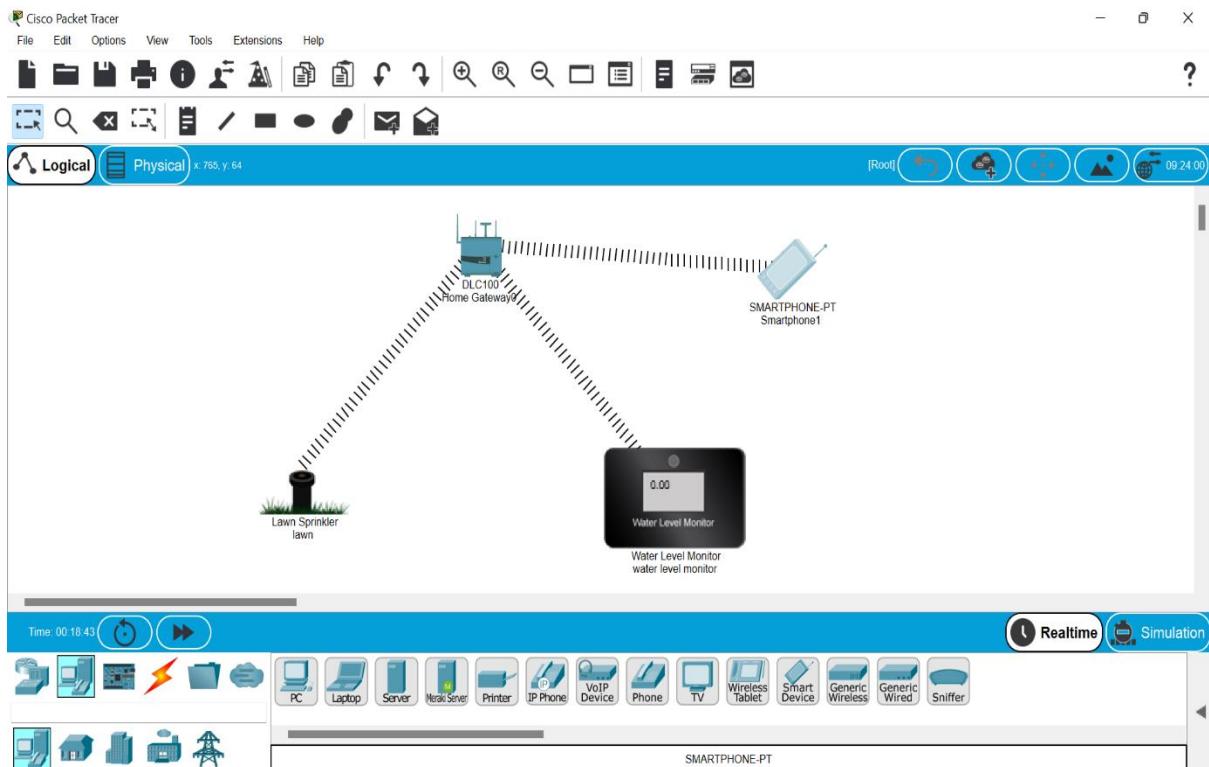 Cisco Packet Tracer
File Edit Options View Tools Extensions Help
Logical
Physical
x: 765, y: 64
[Root]
09:24:00
DLC100
Home Gateway0
SMARTPHONE-PT
Smartphone1
Lawn Sprinkler
lawn
0.00
Water Level Monitor
Water Level Monitor
water level monitor
Time: 00:18:43
Realtime
Simulation
PC
Laptop
Server
Meraki Server
Printer
IP Phone
VoIP
Device
Phone
TV
Wireless
Tablet
Smart
Device
Generic
Wireless
Generic
Wired
Sniffer
SMARTPHONE-PT